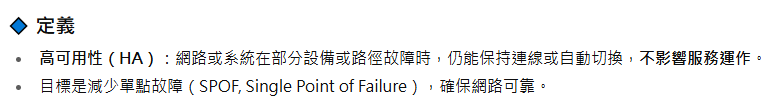 定義
高可用性（HA）：網路或系統在部分設備或路徑故障時，仍能保持連線或自動切換，不影響服務運作。
目標是減少單點故障（SPOF, Single Point of Failure），確保網路可靠。